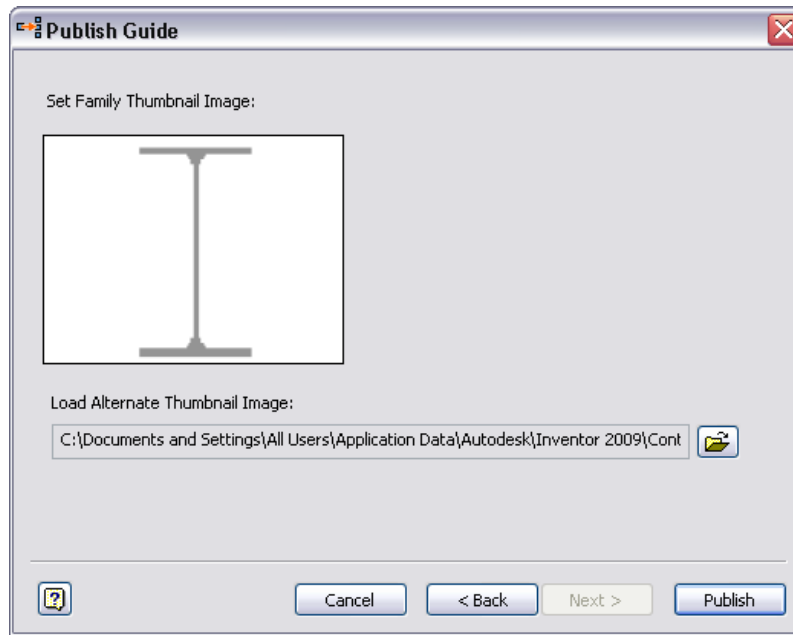 Publish Guide
Set Family Thumbnail Image:
Load Alternate Thumbnail Image:
C:\Documents and Settings\All Users\Application Data\Autodesk\Inventor 2009\Cont
Cancel < Back Next > Publish